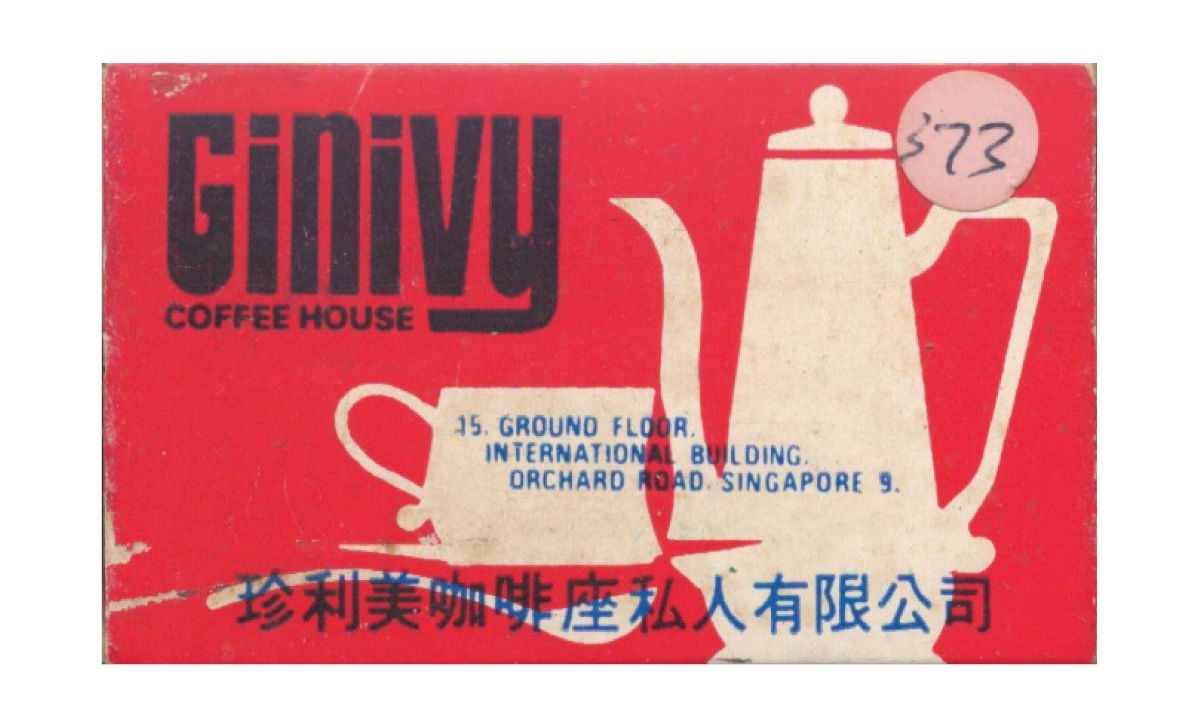 Ginivy
373
COFFEE HOUSE
15. GROUND FLOOR,
INTERNATIONAL BUILDING,
ORCHARD ROAD. SINGAPORE 9.
珍利美咖啡座私人有限公司